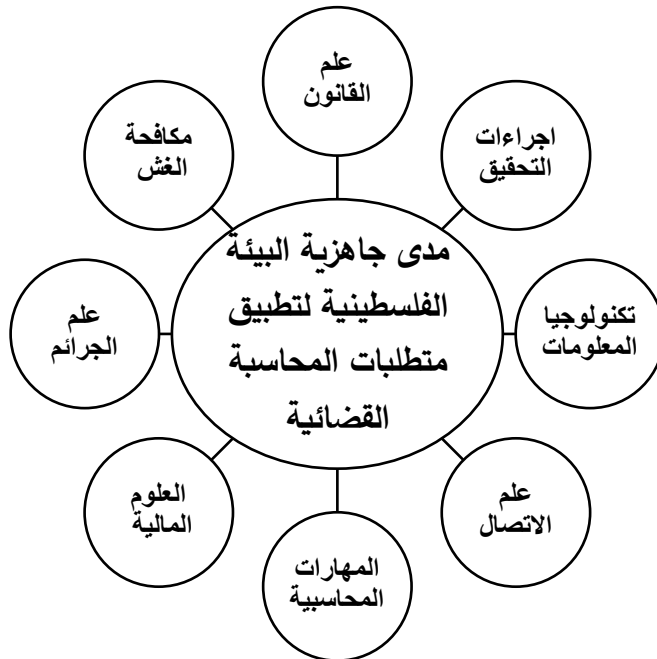 علم
القانون
اجراءات
التحقيق
مكافحة
الغش
مدى جاهزية البيئة
الفلسطينية لتطبيق
متطلبات المحاسبة
القضائية
تكنولوجيا
المعلومات
علم
الجرائم
علم
الاتصال
العلوم
المالية
المهارات
المحاسبية